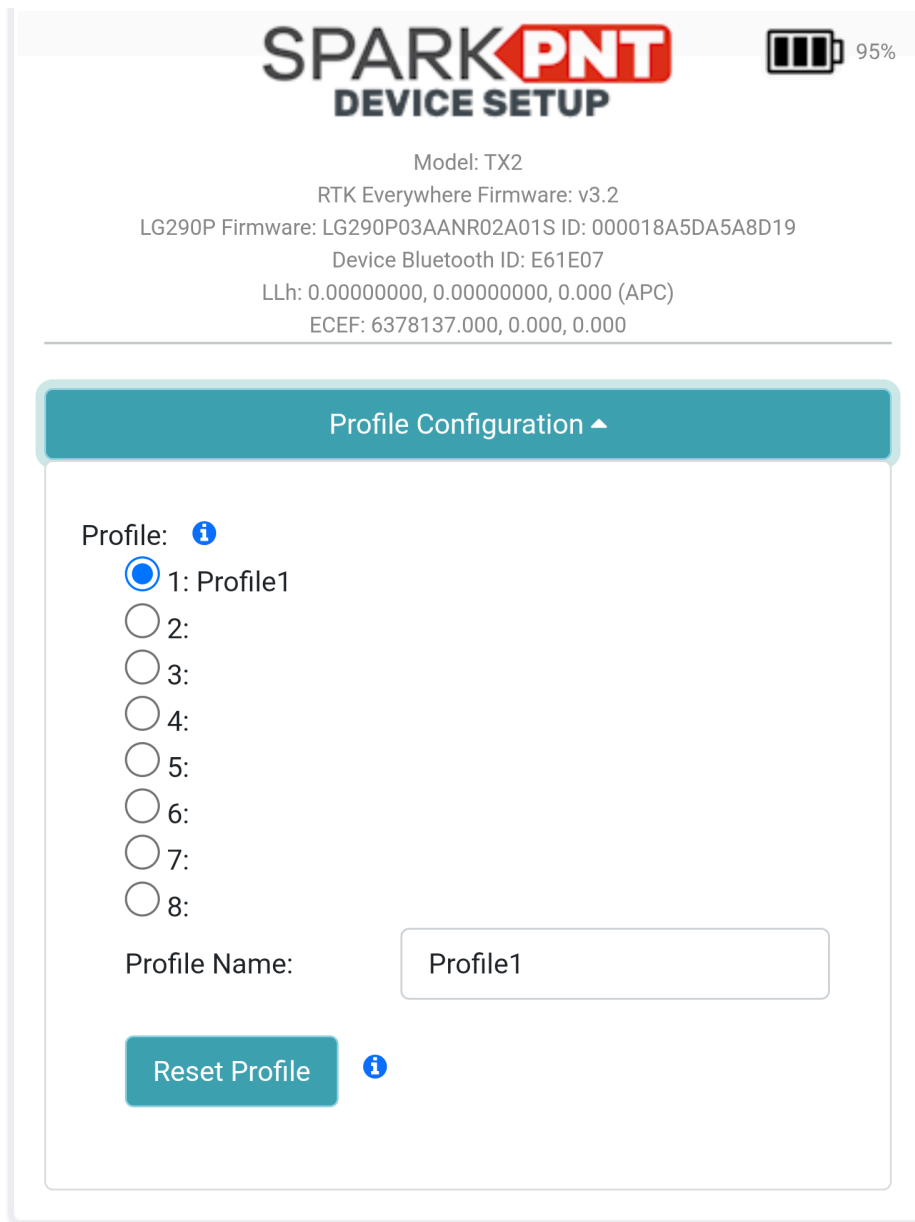 SPARK PNT
DEVICE SETUP
95%
Model: TX2
RTK Everywhere Firmware: v3.2
LG290P Firmware: LG290P03AANR02A01S ID: 000018A5DA5A8D19
Device Bluetooth ID: E61E07
LLh: 0.00000000, 0.00000000, 0.000 (APC)
ECEF: 6378137.000, 0.000, 0.000
Profile Configuration
Profile:
1: Profile1
2:
3:
4:
5:
6:
7:
8:
Profile Name: Profile1
Reset Profile